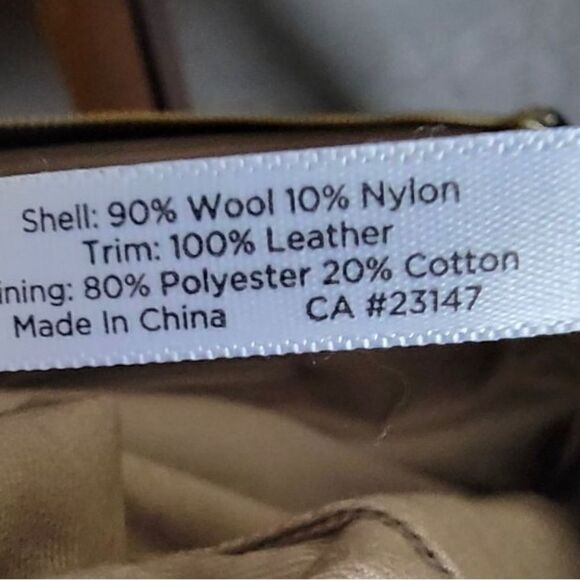 Shell: 90% Wool 10% Nylon
Trim: 100% Leather
ining: 80% Polyester 20% Cotton
Made In China CA #23147